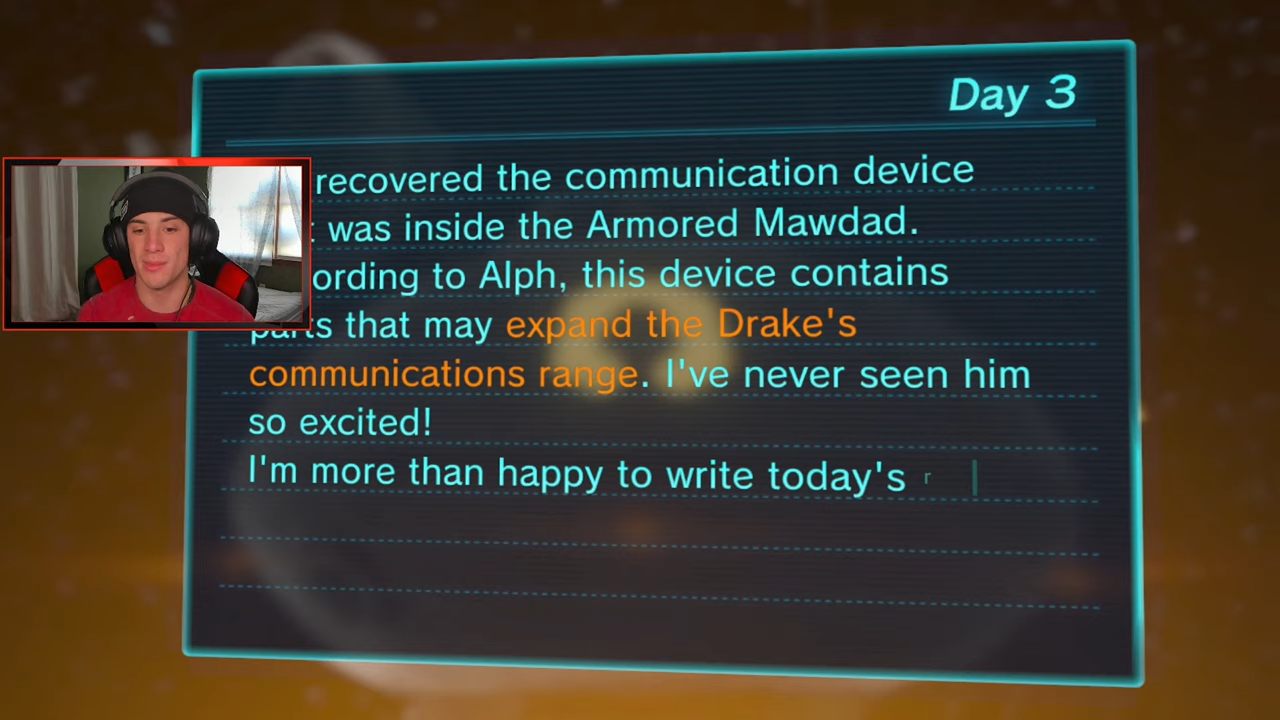 Day 3
recovered the communication device
was inside the Armored Mawdad.
to Alph, this device contains
that may expand the Drake's
communications range. I've never seen him
so excited!
I'm more than happy to write today's r